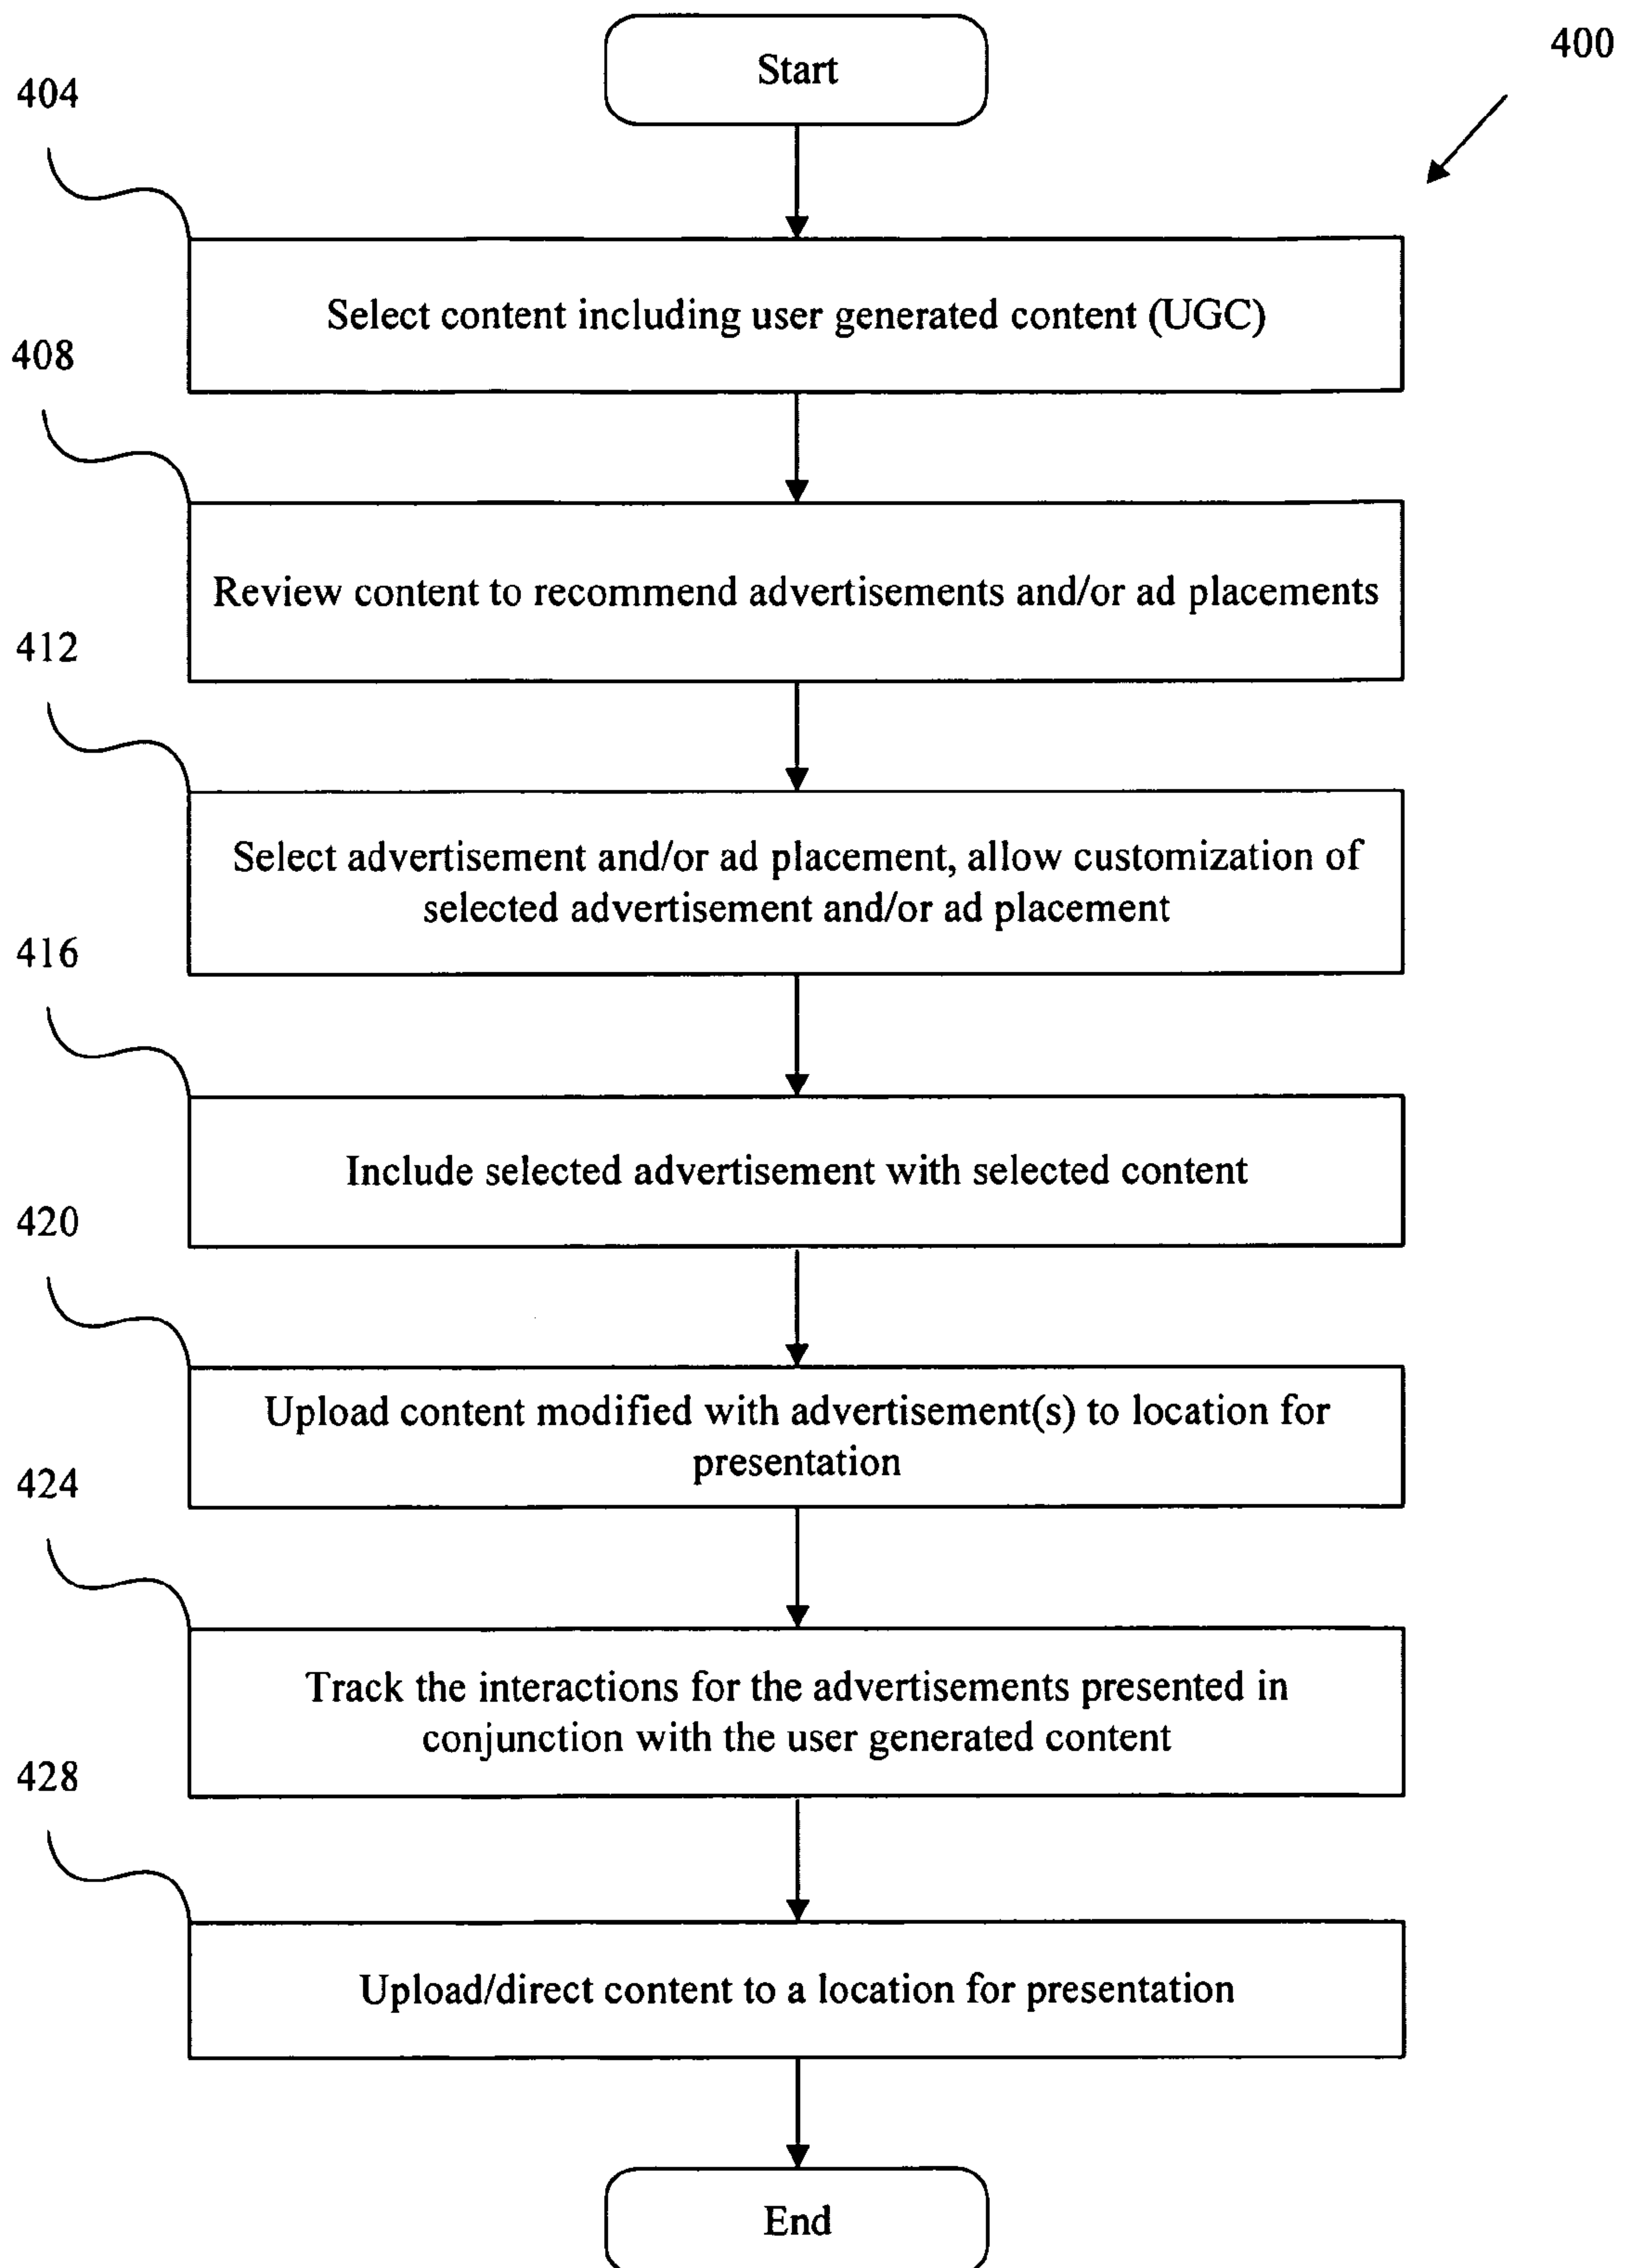 Start
400
404
Select content including user generated content (UGC)
408
Review content to recommend advertisements and/or ad placements
412
Select advertisement and/or ad placement, allow customization of
selected advertisement and/or ad placement
416
Include selected advertisement with selected content
420
Upload content modified with advertisement(s) to location for
presentation
424
Track the interactions for the advertisements presented in
conjunction with the user generated content
428
Upload/direct content to a location for presentation
End